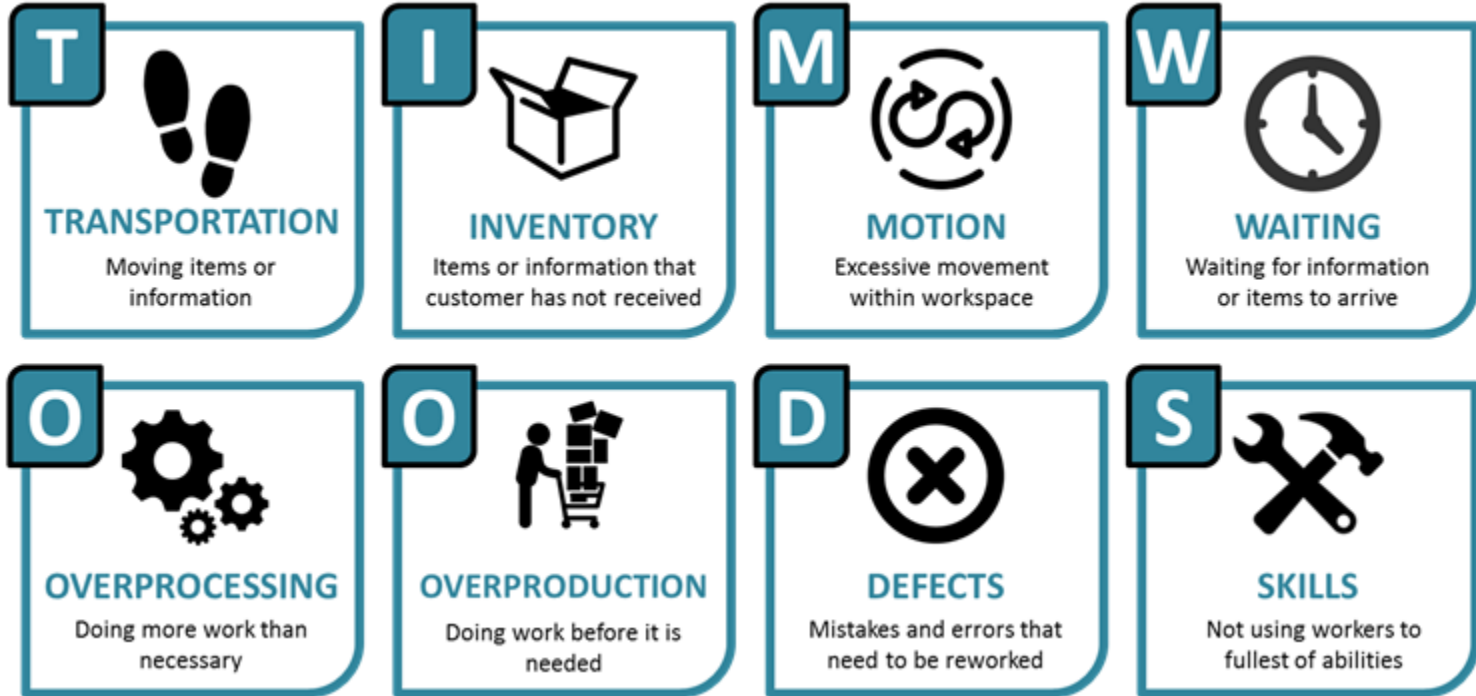 T
TRANSPORTATION
Moving items or
information
I
INVENTORY
Items or information that
customer has not received
M
MOTION
Excessive movement
within workspace
W
WAITING
Waiting for information
or items to arrive
O
OVERPROCESSING
Doing more work than
necessary
O
OVERPRODUCTION
Doing work before it is
needed
D
DEFECTS
Mistakes and errors that
need to be reworked
S
SKILLS
Not using workers to
fullest of abilities